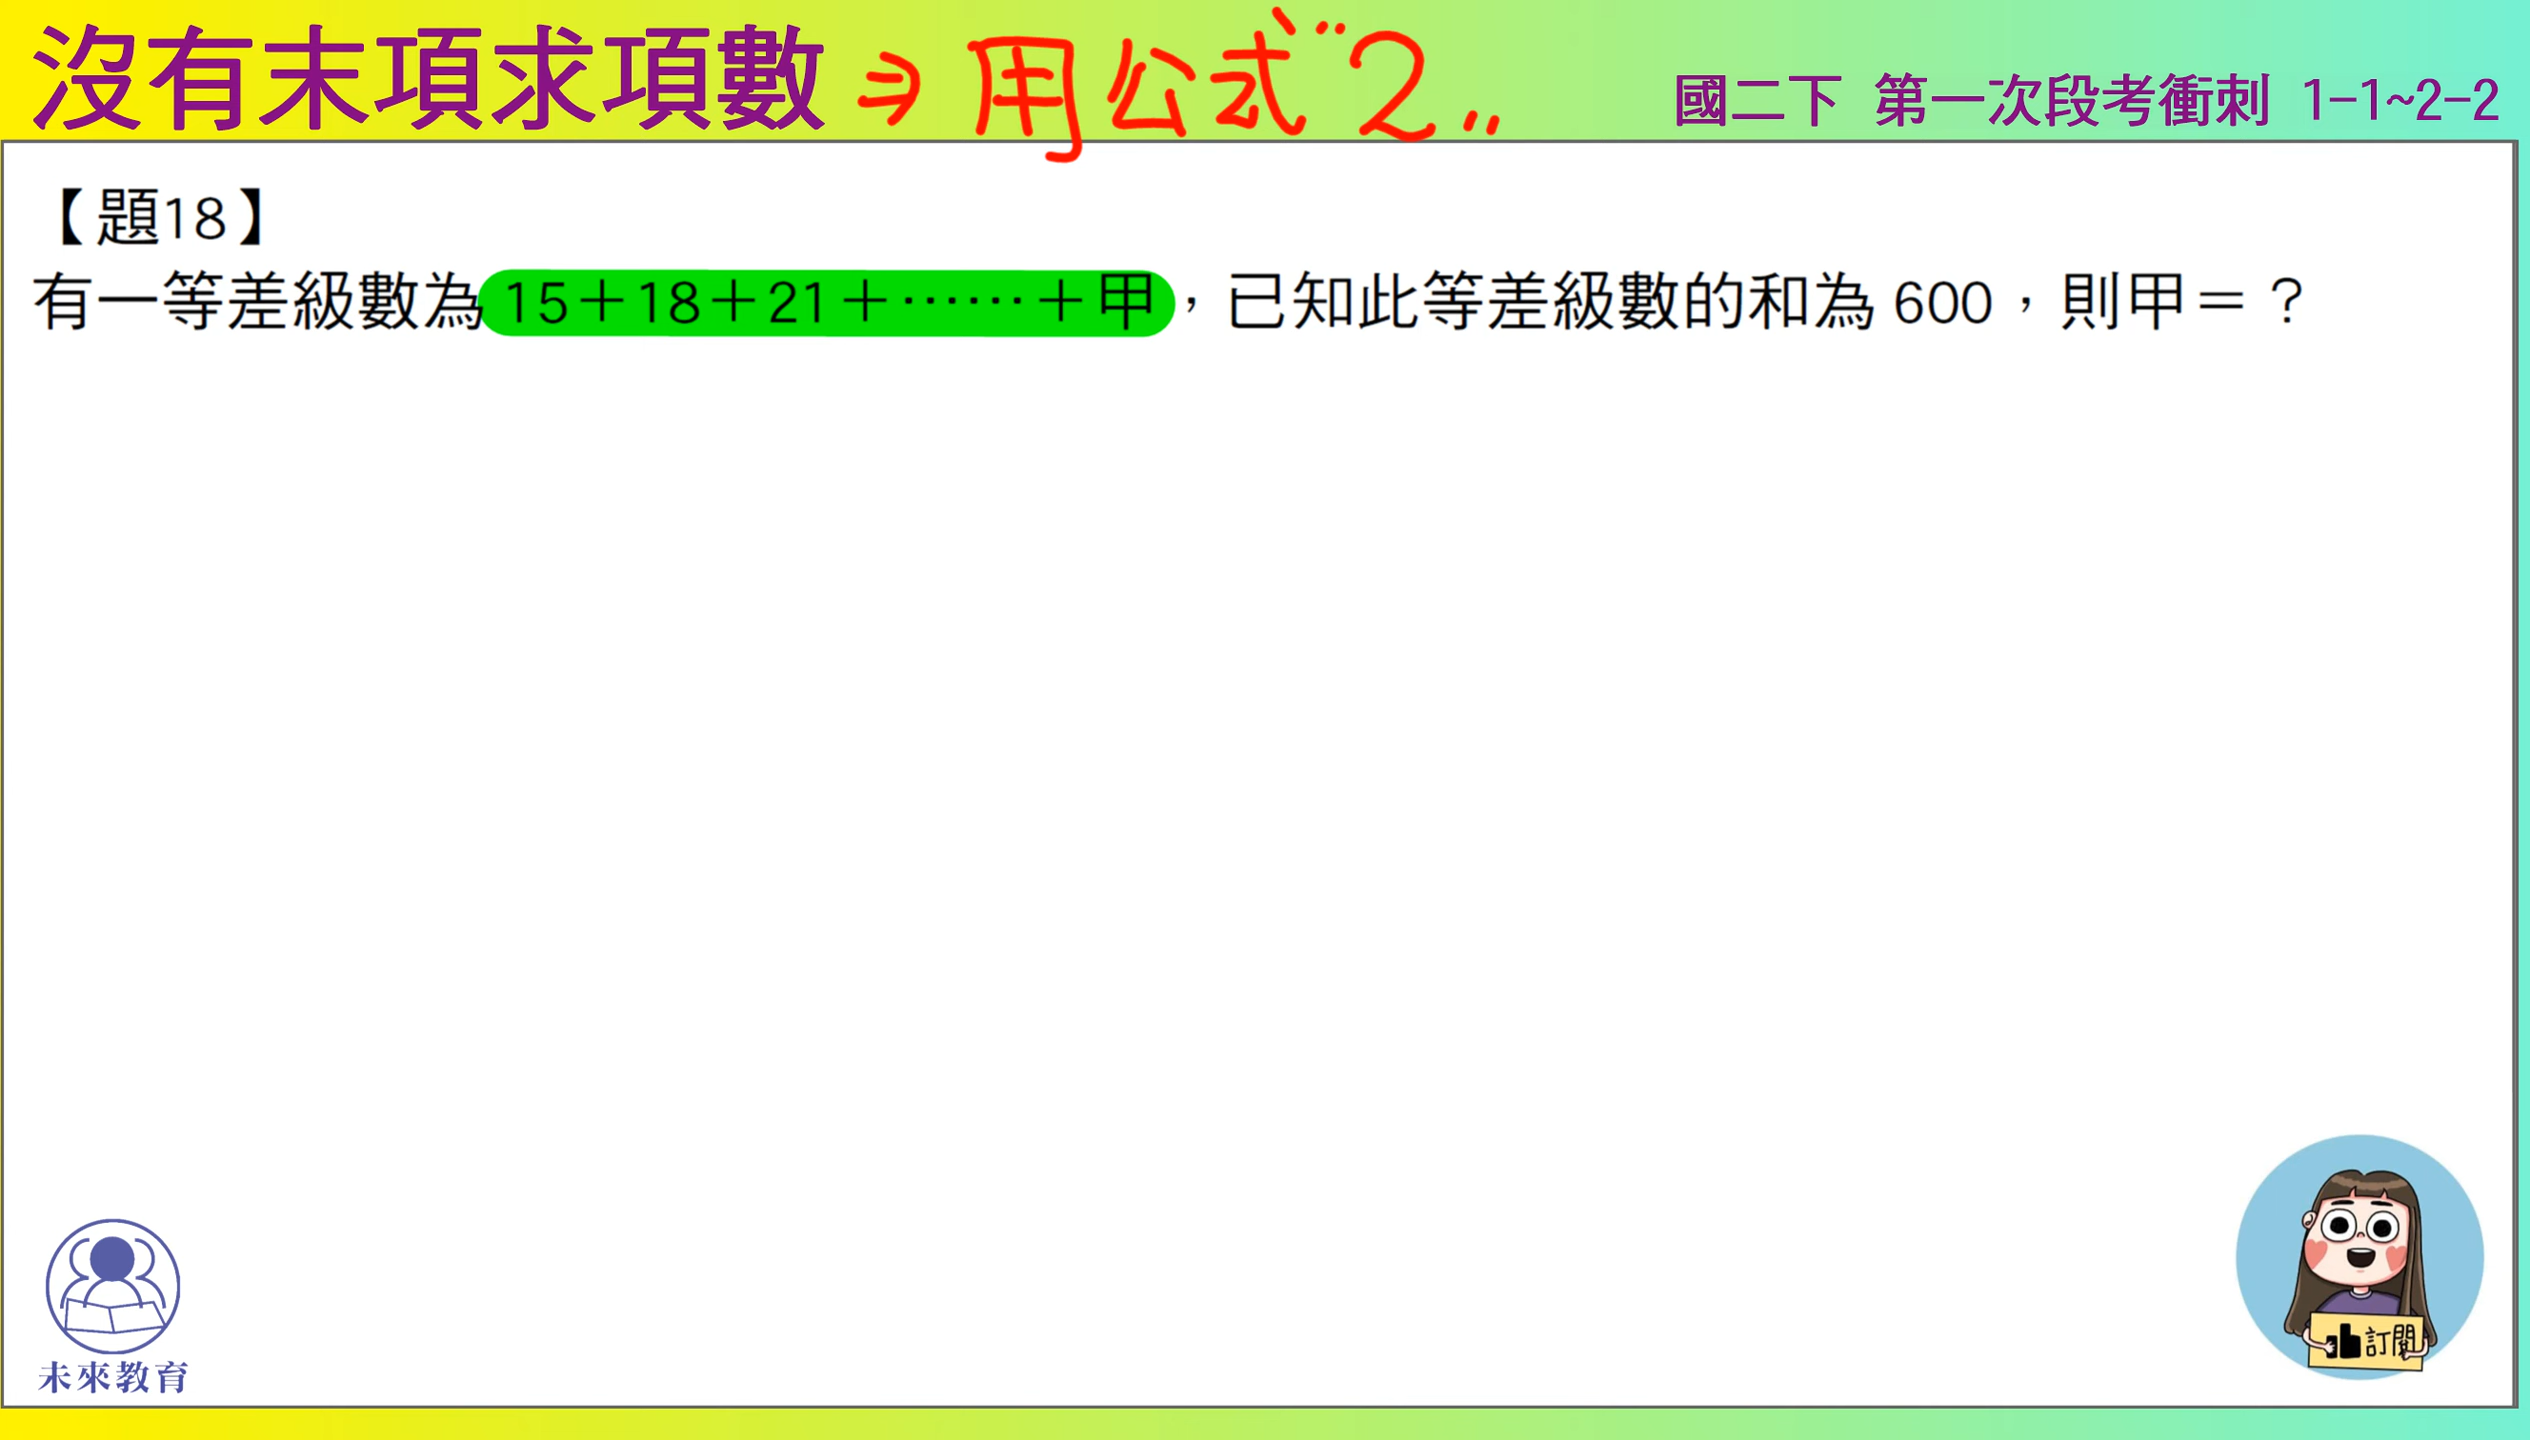 沒有末項求項數⇒用公式〝2〞
國二下 第一次段考衝刺 1-1~2-2
【題18】
有一等差級數為15＋18＋21＋⋯⋯＋甲，已知此等差級數的和為 600，則甲＝？
訂閱
未來教育